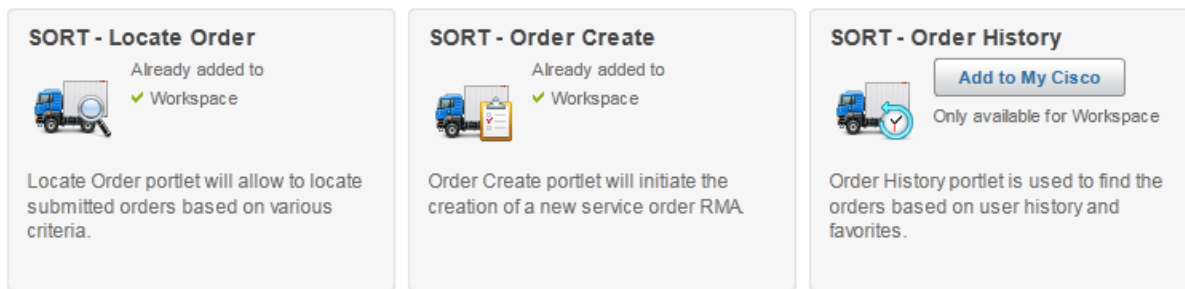 SORT - Locate Order
Already added to
Workspace
Locate Order portlet will allow to locate
submitted orders based on various
criteria.
SORT - Order Create
Already added to
Workspace
Order Create portlet will initiate the
creation of a new service order RMA.
SORT - Order History
Add to My Cisco
Only available for Workspace
Order History portlet is used to find the
orders based on user history and
favorites.